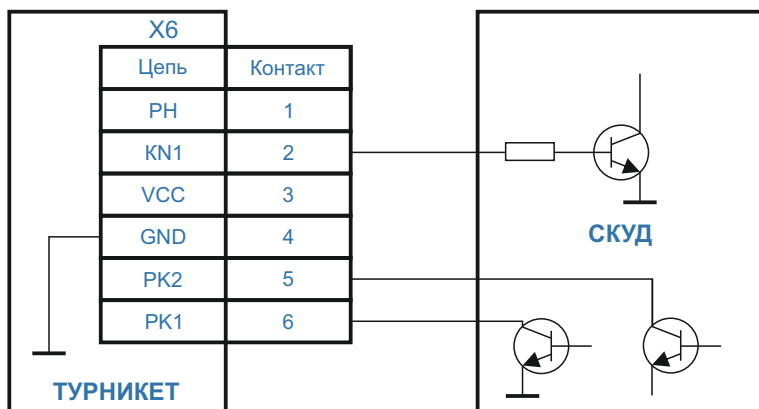 X6
Цепь Контакт
PH 1
KN1 2
VCC 3
GND 4
PK2 5
PK1 6
СКУД
ТУРНИКЕТ